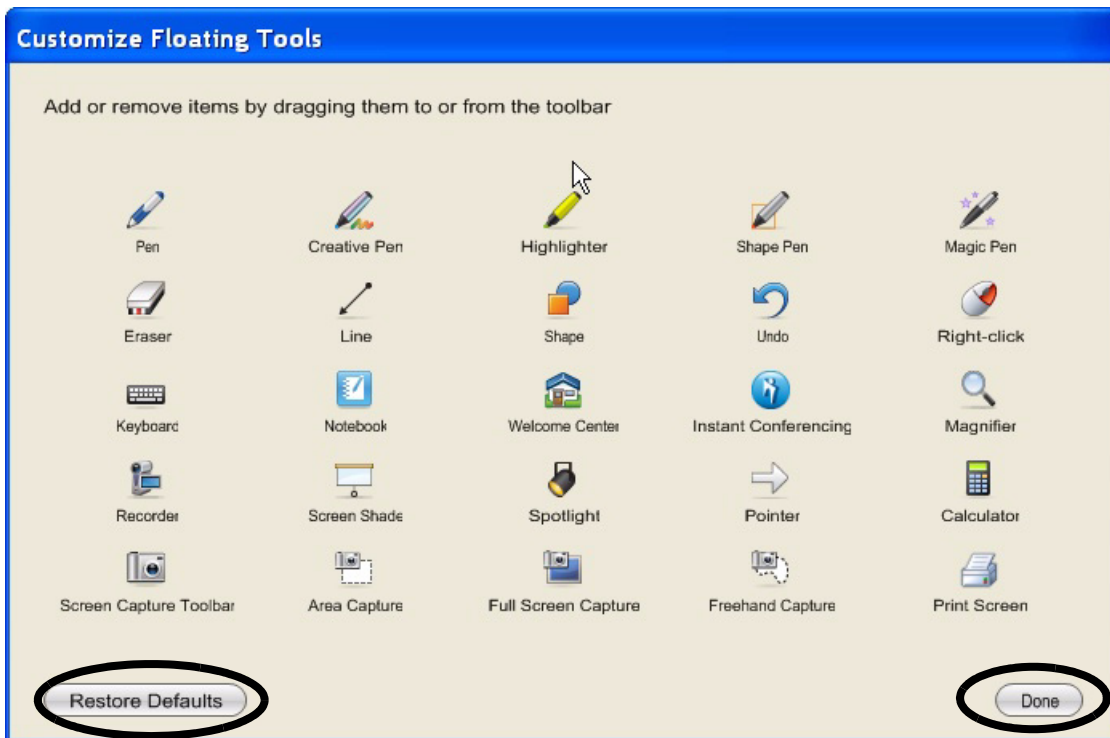 Customize Floating Tools
Add or remove items by dragging them to or from the toolbar
Pen Creative Pen Highlighter Shape Pen Magic Pen
Eraser Line Shape Undo Right-click
Keyboard Notebook Welcome Center Instant Conferencing Magnifier
Recorder Screen Shade Spotlight Pointer Calculator
Screen Capture Toolbar Area Capture Full Screen Capture Freehand Capture Print Screen
Restore Defaults Done